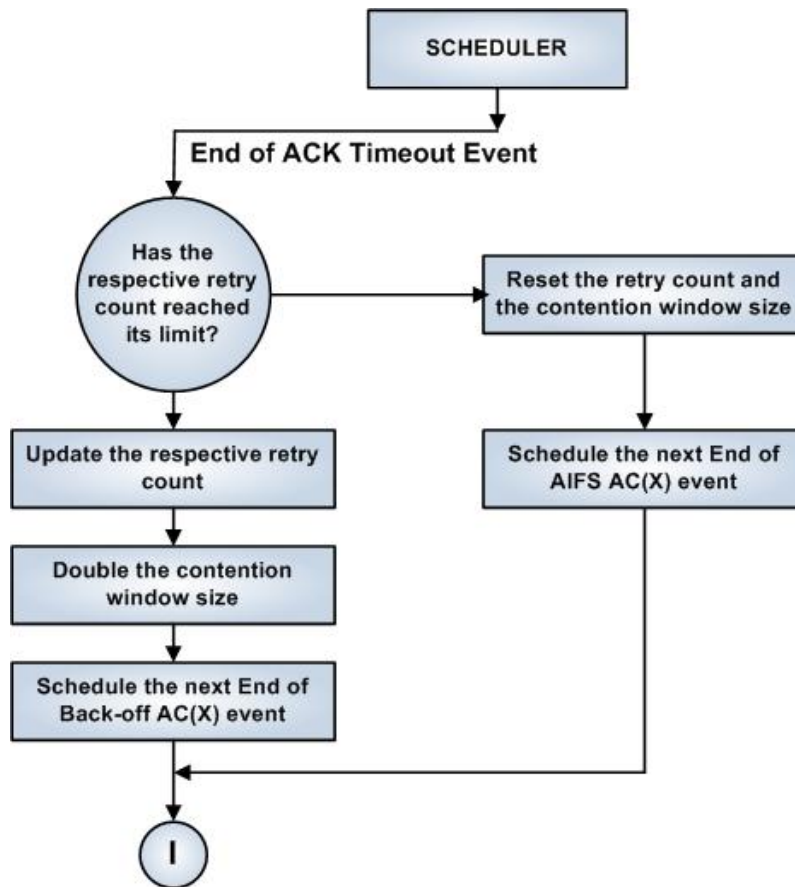 SCHEDULER
End of ACK Timeout Event
Has the
respective retry
count reached
its limit?
Reset the retry count and
the contention window size
Update the respective retry
count
Schedule the next End of
AIFS AC(X) event
Double the contention
window size
Schedule the next End of
Back-off AC(X) event
I